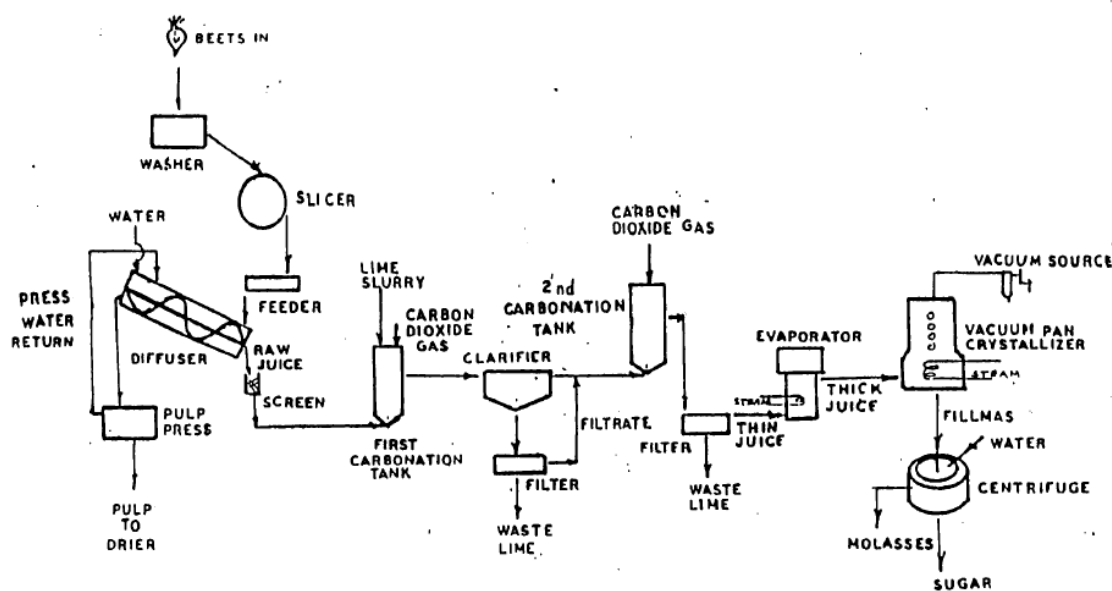 BEETS IN
WASHER
SLICER
WATER
FEEDER
PRESS
WATER
RETURN
DIFFUSER
RAW
JUICE
SCREEN
PULP
PRESS
PULP
TO
DRIER
LIME
SLURRY
CARBON
DIOXIDE
GAS
FIRST
CARBONATION
TANK
CLARIFIER
FILTRATE
FILTER
WASTE
LIME
2'nd
CARBONATION
TANK
CARBON
DIOXIDE GAS
FILTER
WASTE
LIME
THIN
JUICE
EVAPORATOR
STEAM
THICK
JUICE
VACUUM SOURCE
VACUUM PAN
CRYSTALLIZER
STEAM
FILLMAS
WATER
CENTRIFUGE
MOLASSES
SUGAR